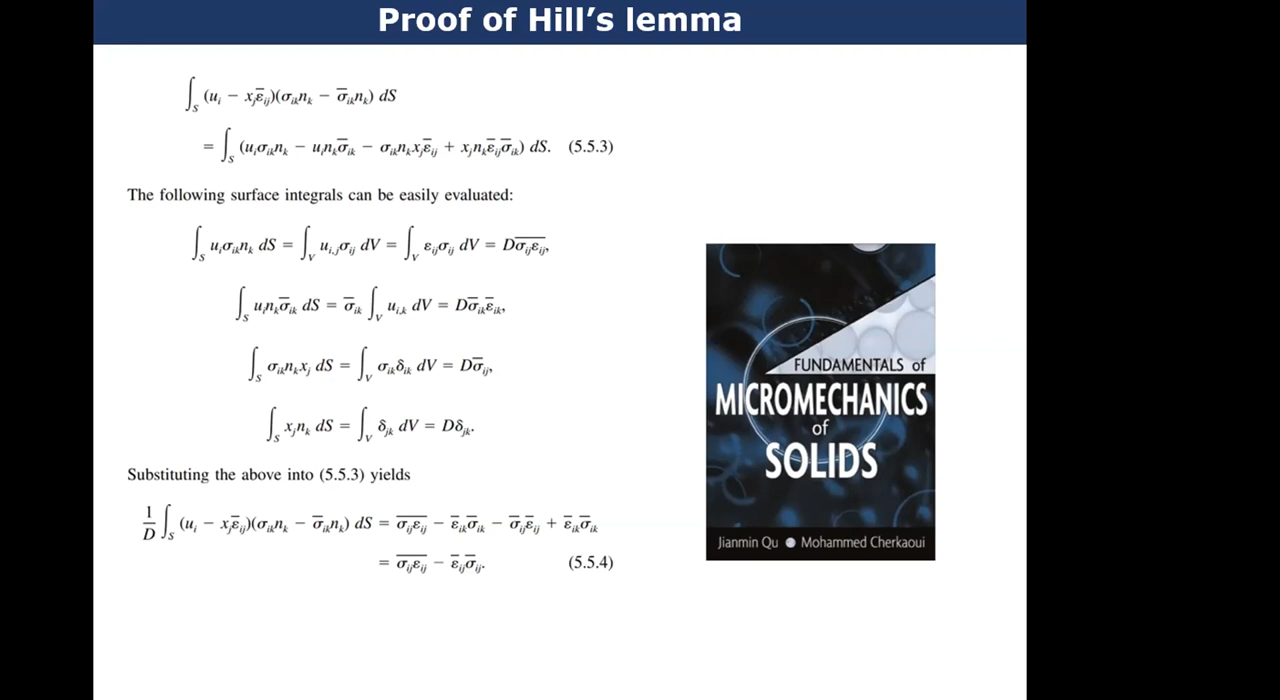 Proof of Hill's lemma
∫_S (u_i − x_j ε̄_ij)(σ_ik n_k − σ̄_ik n_k) dS
= ∫_S (u_i σ_ik n_k − u_i n_k σ̄_ik − σ_ik n_k x_j ε̄_ij + x_j n_k ε̄_ij σ̄_ik) dS. (5.5.3)
The following surface integrals can be easily evaluated:
∫_S u_i σ_ik n_k dS = ∫_V u_i,j σ_ij dV = ∫_V ε_ij σ_ij dV = D\overline{σ_ij ε_ij},
∫_S u_i n_k σ̄_ik dS = σ̄_ik ∫_V u_i,k dV = Dσ̄_ik ε̄_ik,
∫_S σ_ik n_k x_j dS = ∫_V σ_ik δ_ik dV = Dσ̄_ij,
∫_S x_j n_k dS = ∫_V δ_jk dV = Dδ_jk.
Substituting the above into (5.5.3) yields
1/D ∫_S (u_i − x_j ε̄_ij)(σ_ik n_k − σ̄_ik n_k) dS = \overline{σ_ij ε_ij} − ε̄_ik σ̄_ik − σ̄_ij ε̄_ij + ε̄_ik σ̄_ik
= \overline{σ_ij ε_ij} − ε̄_ij σ̄_ij. (5.5.4)
FUNDAMENTALS of
MICROMECHANICS
of
SOLIDS
Jianmin Qu Mohammed Cherkaoui